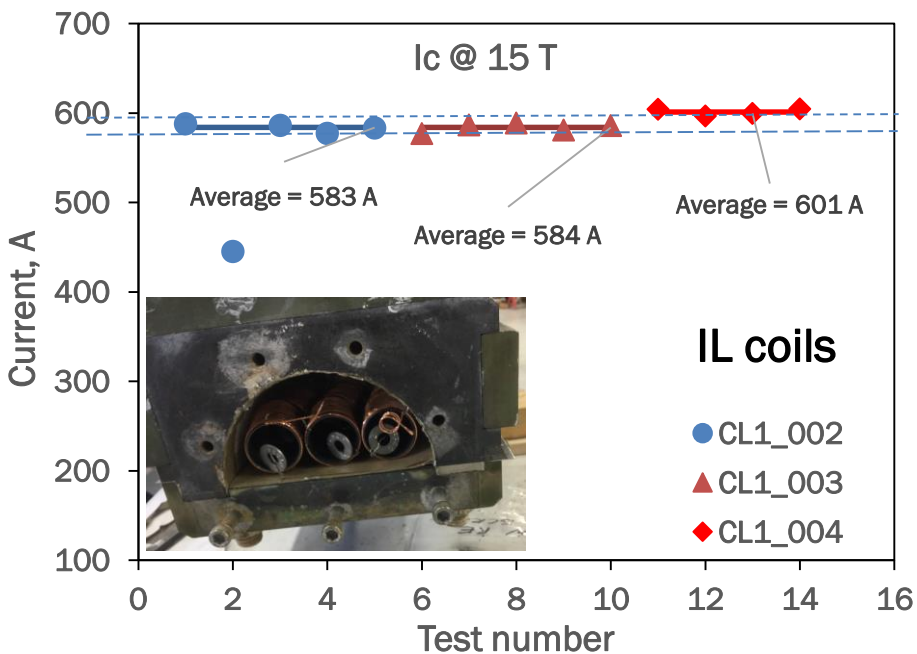 Ic @ 15 T
700
600
500
400
300
200
100
Current, A
Average = 583 A
Average = 584 A
Average = 601 A
IL coils
CL1_002
CL1_003
CL1_004
0 2 4 6 8 10 12 14 16
Test number